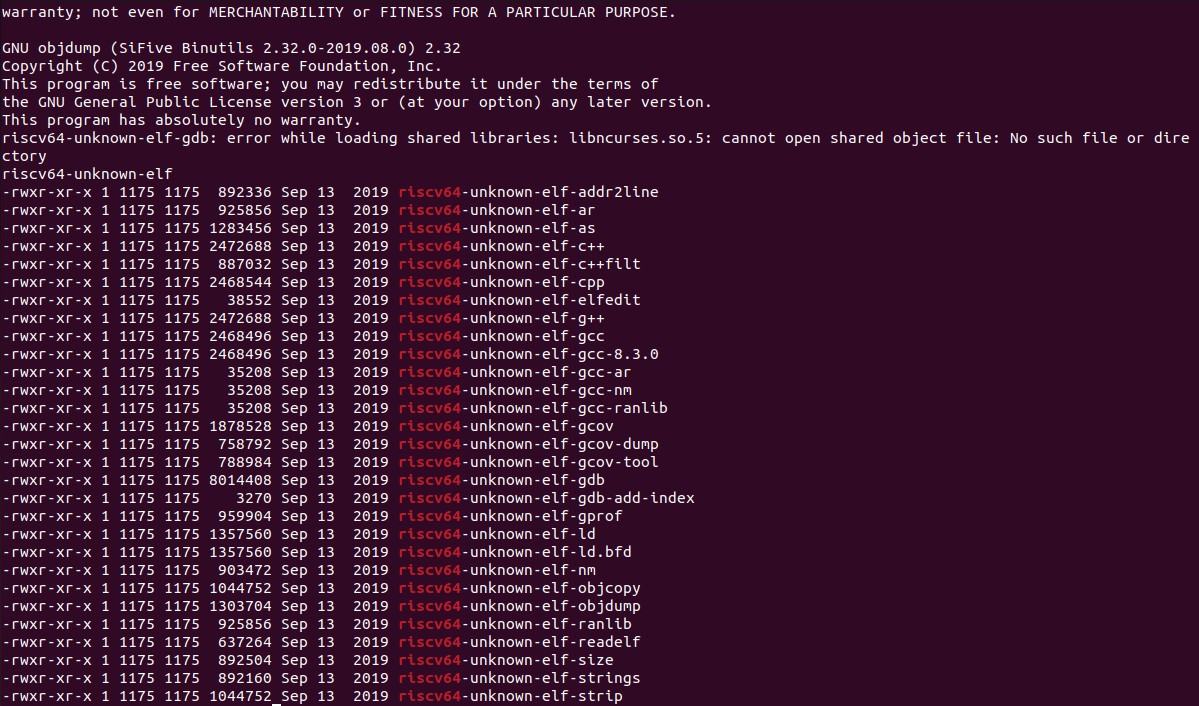 warranty; not even for MERCHANTABILITY or FITNESS FOR A PARTICULAR PURPOSE.
GNU objdump (SiFive Binutils 2.32.0-2019.08.0) 2.32
Copyright (C) 2019 Free Software Foundation, Inc.
This program is free software; you may redistribute it under the terms of
the GNU General Public License version 3 or (at your option) any later version.
This program has absolutely no warranty.
riscv64-unknown-elf-gdb: error while loading shared libraries: libncurses.so.5: cannot open shared object file: No such file or dire
ctory
riscv64-unknown-elf
-rwxr-xr-x 1 1175 1175  892336 Sep 13  2019 riscv64-unknown-elf-addr2line
-rwxr-xr-x 1 1175 1175  925856 Sep 13  2019 riscv64-unknown-elf-ar
-rwxr-xr-x 1 1175 1175 1283456 Sep 13  2019 riscv64-unknown-elf-as
-rwxr-xr-x 1 1175 1175 2472688 Sep 13  2019 riscv64-unknown-elf-c++
-rwxr-xr-x 1 1175 1175  887032 Sep 13  2019 riscv64-unknown-elf-c++filt
-rwxr-xr-x 1 1175 1175 2468544 Sep 13  2019 riscv64-unknown-elf-cpp
-rwxr-xr-x 1 1175 1175   38552 Sep 13  2019 riscv64-unknown-elf-elfedit
-rwxr-xr-x 1 1175 1175 2472688 Sep 13  2019 riscv64-unknown-elf-g++
-rwxr-xr-x 1 1175 1175 2468496 Sep 13  2019 riscv64-unknown-elf-gcc
-rwxr-xr-x 1 1175 1175 2468496 Sep 13  2019 riscv64-unknown-elf-gcc-8.3.0
-rwxr-xr-x 1 1175 1175   35208 Sep 13  2019 riscv64-unknown-elf-gcc-ar
-rwxr-xr-x 1 1175 1175   35208 Sep 13  2019 riscv64-unknown-elf-gcc-nm
-rwxr-xr-x 1 1175 1175   35208 Sep 13  2019 riscv64-unknown-elf-gcc-ranlib
-rwxr-xr-x 1 1175 1175 1878528 Sep 13  2019 riscv64-unknown-elf-gcov
-rwxr-xr-x 1 1175 1175  758792 Sep 13  2019 riscv64-unknown-elf-gcov-dump
-rwxr-xr-x 1 1175 1175  788984 Sep 13  2019 riscv64-unknown-elf-gcov-tool
-rwxr-xr-x 1 1175 1175 8014408 Sep 13  2019 riscv64-unknown-elf-gdb
-rwxr-xr-x 1 1175 1175    3270 Sep 13  2019 riscv64-unknown-elf-gdb-add-index
-rwxr-xr-x 1 1175 1175  959904 Sep 13  2019 riscv64-unknown-elf-gprof
-rwxr-xr-x 1 1175 1175 1357560 Sep 13  2019 riscv64-unknown-elf-ld
-rwxr-xr-x 1 1175 1175 1357560 Sep 13  2019 riscv64-unknown-elf-ld.bfd
-rwxr-xr-x 1 1175 1175  903472 Sep 13  2019 riscv64-unknown-elf-nm
-rwxr-xr-x 1 1175 1175 1044752 Sep 13  2019 riscv64-unknown-elf-objcopy
-rwxr-xr-x 1 1175 1175 1303704 Sep 13  2019 riscv64-unknown-elf-objdump
-rwxr-xr-x 1 1175 1175  925856 Sep 13  2019 riscv64-unknown-elf-ranlib
-rwxr-xr-x 1 1175 1175  637264 Sep 13  2019 riscv64-unknown-elf-readelf
-rwxr-xr-x 1 1175 1175  892504 Sep 13  2019 riscv64-unknown-elf-size
-rwxr-xr-x 1 1175 1175  892160 Sep 13  2019 riscv64-unknown-elf-strings
-rwxr-xr-x 1 1175 1175 1044752 Sep 13  2019 riscv64-unknown-elf-strip